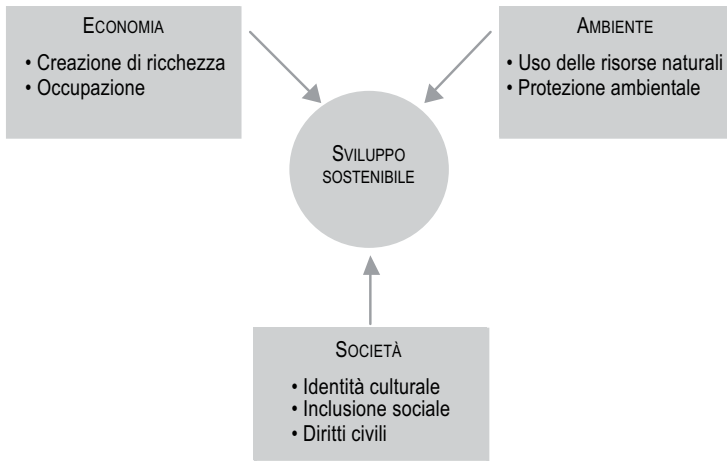 ECONOMIA
• Creazione di ricchezza
• Occupazione
AMBIENTE
• Uso delle risorse naturali
• Protezione ambientale
SVILUPPO
SOSTENIBILE
SOCIETÀ
• Identità culturale
• Inclusione sociale
• Diritti civili